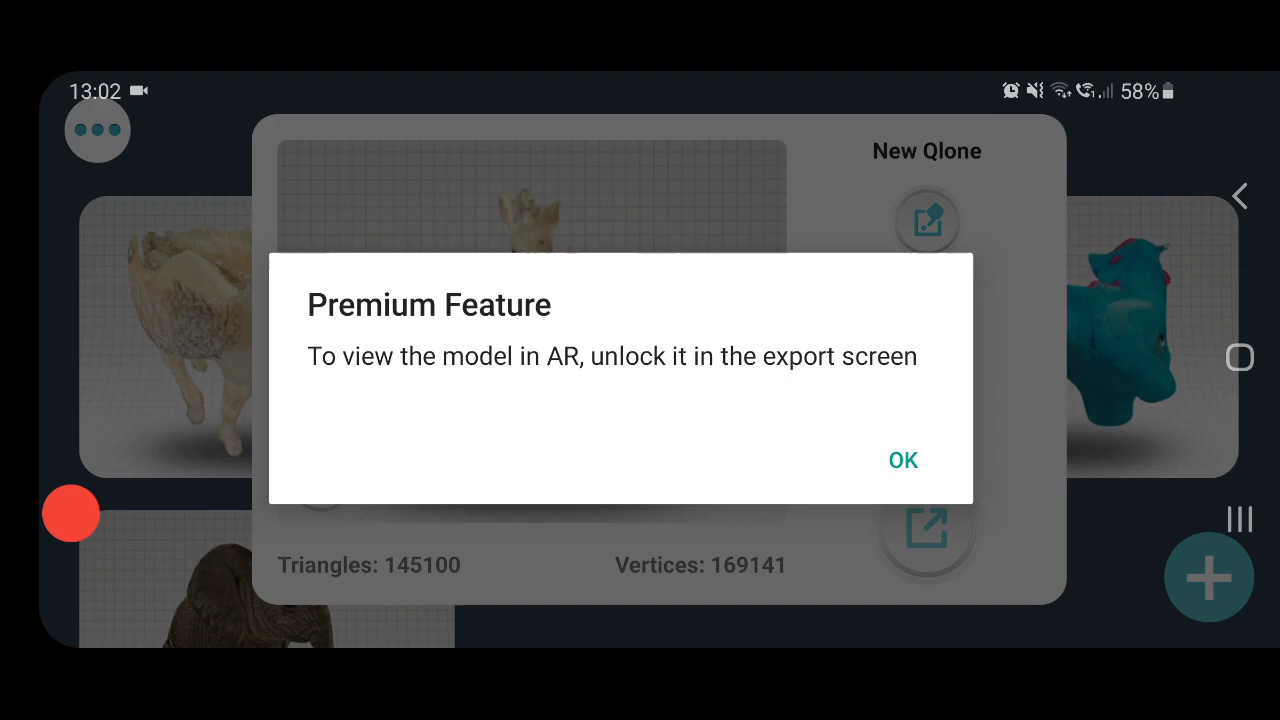 13:02
58%
New Qlone
Premium Feature
To view the model in AR, unlock it in the export screen
OK
Triangles: 145100
Vertices: 169141